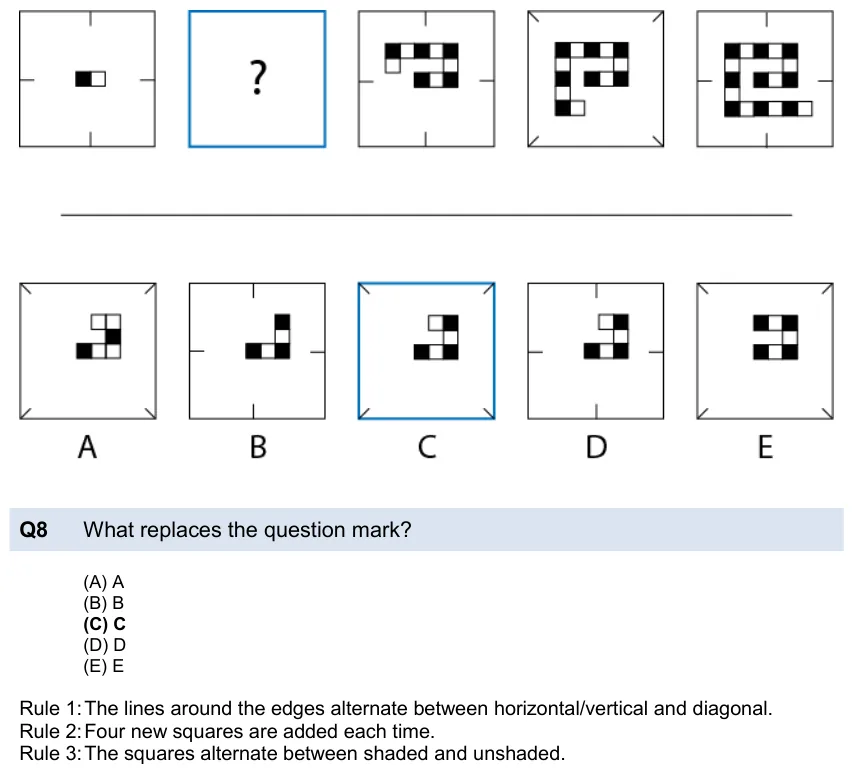 ?
A B C D E
Q8 What replaces the question mark?
(A) A
(B) B
(C) C
(D) D
(E) E
Rule 1: The lines around the edges alternate between horizontal/vertical and diagonal.
Rule 2: Four new squares are added each time.
Rule 3: The squares alternate between shaded and unshaded.